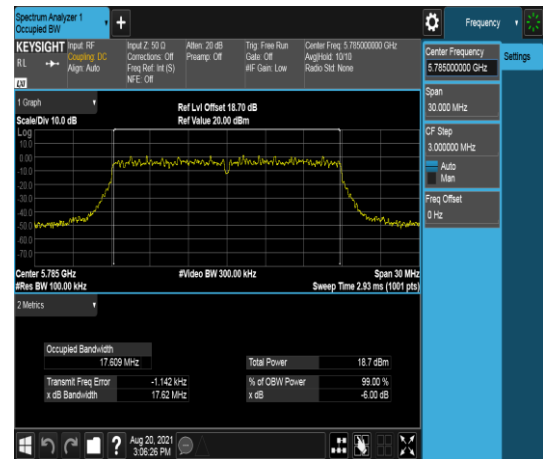 Spectrum Analyzer 1
Occupied BW
Frequency
KEYSIGHT
RL
LXI
Input: RF
Coupling: DC
Align: Auto
Input Z: 50 Ω
Corrections: Off
Freq Ref: Int (S)
NFE: Off
Atten: 20 dB
Preamp: Off
Trig: Free Run
Gate: Off
#IF Gain: Low
Center Freq: 5.785000000 GHz
Avg|Hold: 10/10
Radio Std: None
Center Frequency
5.785000000 GHz
Settings
Span
30.000 MHz
CF Step
3.000000 MHz
Auto
Man
Freq Offset
0 Hz
1 Graph
Scale/Div 10.0 dB
Ref Lvl Offset 18.70 dB
Ref Value 20.00 dBm
Log
10.0
0.00
-10.0
-20.0
-30.0
-40.0
-50.0
-60.0
-70.0
Center 5.785 GHz
#Res BW 100.00 kHz
#Video BW 300.00 kHz
Span 30 MHz
Sweep Time 2.93 ms (1001 pts)
2 Metrics
Occupied Bandwidth
17.609 MHz
Total Power
18.7 dBm
Transmit Freq Error
-1.142 kHz
% of OBW Power
99.00 %
x dB Bandwidth
17.62 MHz
x dB
-6.00 dB
?
Aug 20, 2021
3:06:26 PM